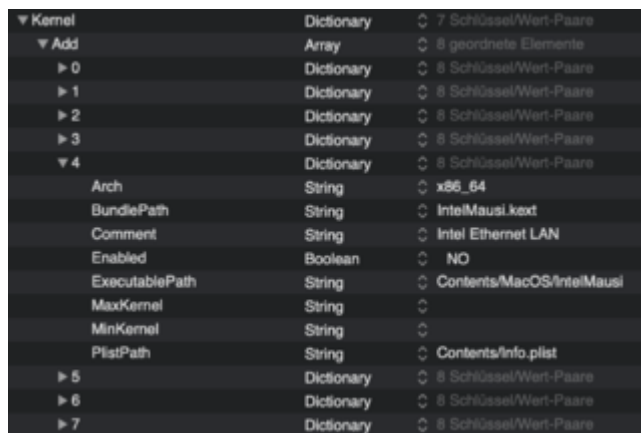 Kernel Dictionary 7 Schlüssel/Wert-Paare
Add Array 8 geordnete Elemente
0 Dictionary 8 Schlüssel/Wert-Paare
1 Dictionary 8 Schlüssel/Wert-Paare
2 Dictionary 8 Schlüssel/Wert-Paare
3 Dictionary 8 Schlüssel/Wert-Paare
4 Dictionary 8 Schlüssel/Wert-Paare
Arch String x86_64
BundlePath String IntelMausi.kext
Comment String Intel Ethernet LAN
Enabled Boolean NO
ExecutablePath String Contents/MacOS/IntelMausi
MaxKernel String
MinKernel String
PlistPath String Contents/Info.plist
5 Dictionary 8 Schlüssel/Wert-Paare
6 Dictionary 8 Schlüssel/Wert-Paare
7 Dictionary 8 Schlüssel/Wert-Paare